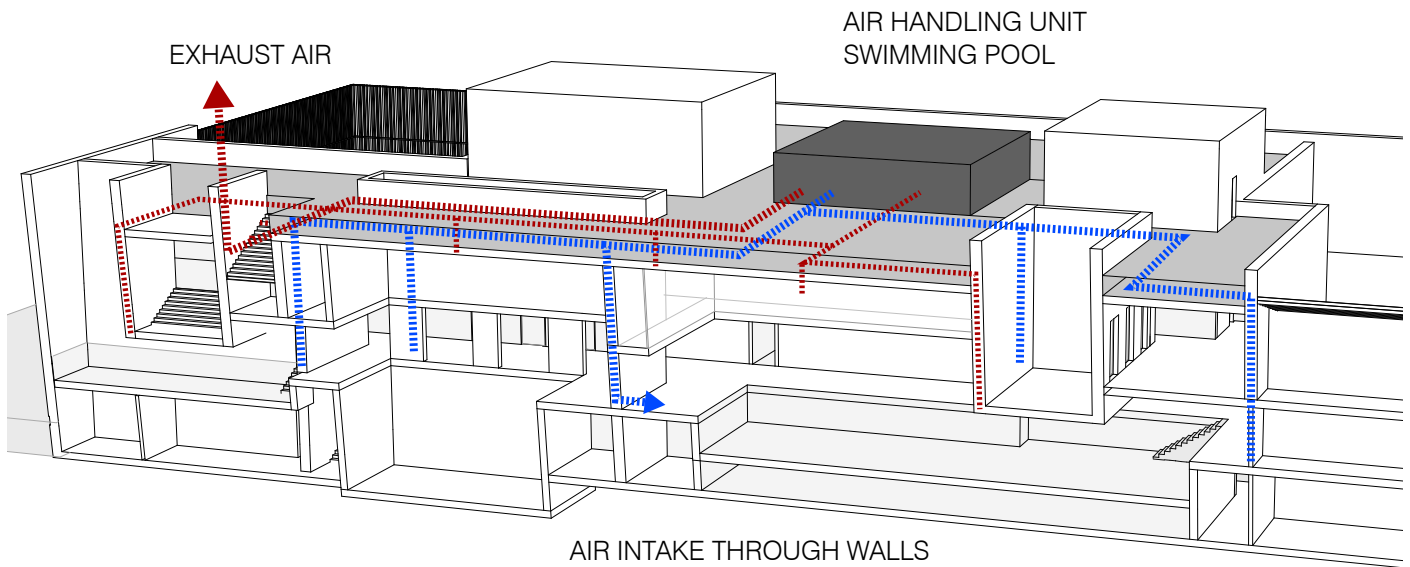 EXHAUST AIR
AIR HANDLING UNIT
SWIMMING POOL
AIR INTAKE THROUGH WALLS